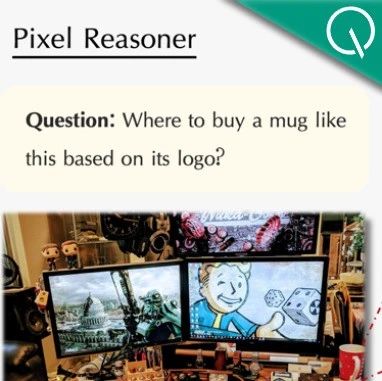 Pixel Reasoner
Question: Where to buy a mug like
this based on its logo?